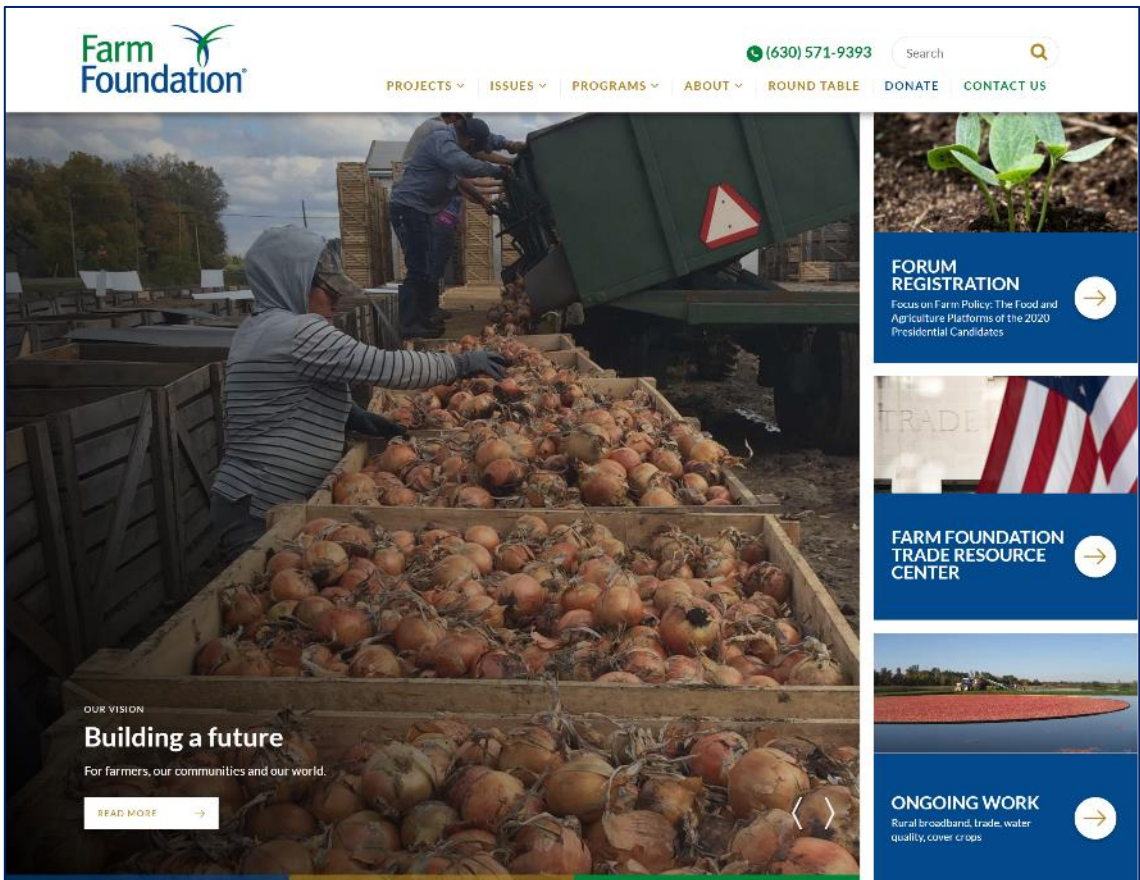 Farm
Foundation®
(630) 571-9393
Search
PROJECTS
ISSUES
PROGRAMS
ABOUT
ROUND TABLE
DONATE
CONTACT US
FORUM
REGISTRATION
Focus on Farm Policy: The Food and
Agriculture Platforms of the 2020
Presidential Candidates
TRADE
FARM FOUNDATION
TRADE RESOURCE
CENTER
OUR VISION
Building a future
For farmers, our communities and our world.
READ MORE
ONGOING WORK
Rural broadband, trade, water
quality, cover crops